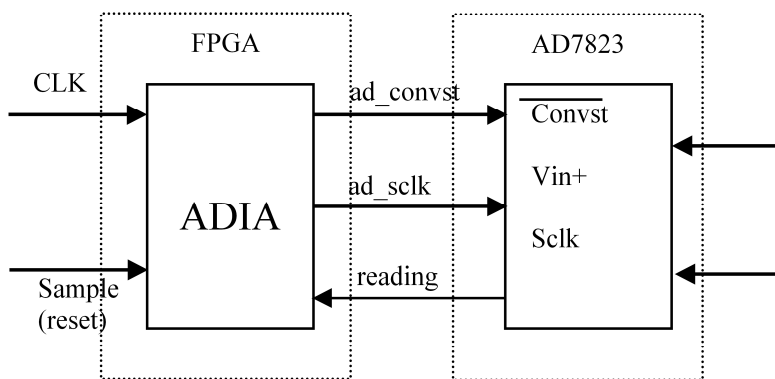 FPGA
AD7823
CLK
ad_convst
Convst
ADIA
ad_sclk
Vin+
Sclk
Sample
(reset)
reading